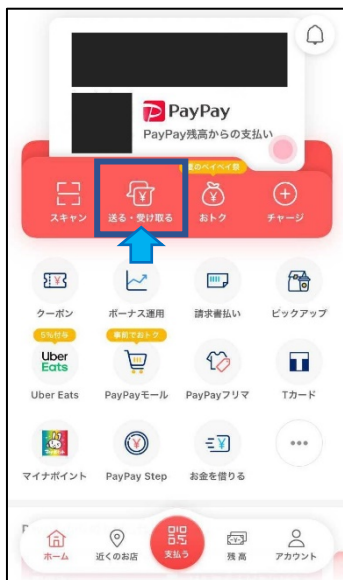 PayPay
PayPay残高からの支払い
スキャン
送る・受け取る
おトク
チャージ
クーポン
ボーナス運用
請求書払い
ピックアップ
5%付与
事前でおトク
Uber
Eats
Uber Eats
PayPayモール
PayPayフリマ
Tカード
マイナポイント
PayPay Step
お金を借りる
ホーム
近くのお店
支払う
残高
アカウント